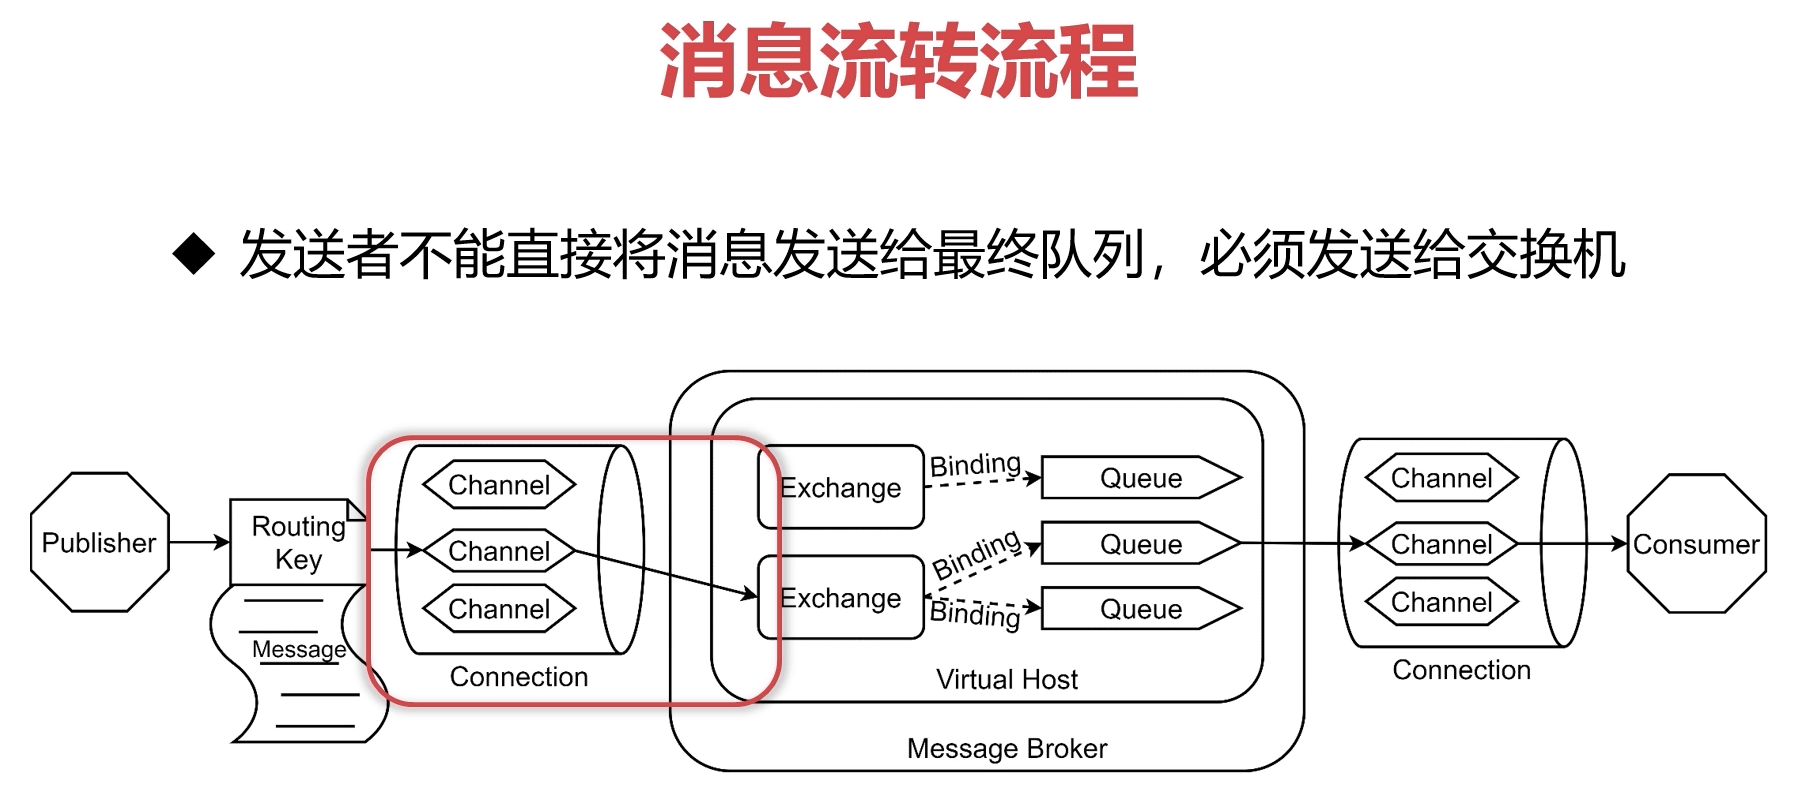 消息流转流程
◆ 发送者不能直接将消息发送给最终队列，必须发送给交换机
Publisher
Routing
Key
Message
Channel
Channel
Channel
Connection
Exchange
Exchange
Binding
Binding
Binding
Queue
Queue
Queue
Virtual Host
Message Broker
Channel
Channel
Channel
Connection
Consumer